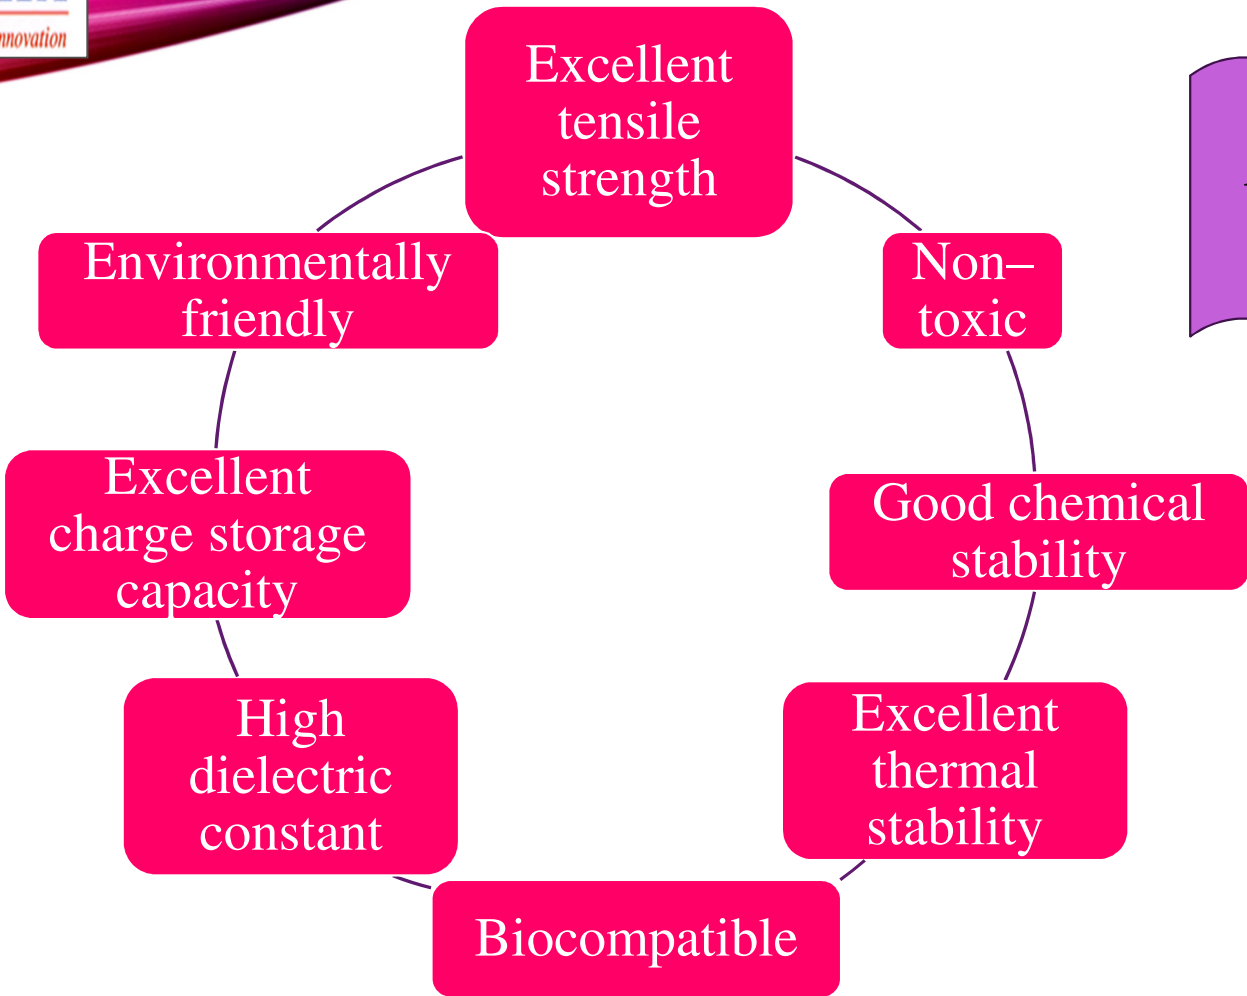 Excellent
tensile
strength
Non–
toxic
Good chemical
stability
Excellent
thermal
stability
Biocompatible
High
dielectric
constant
Excellent
charge storage
capacity
Environmentally
friendly